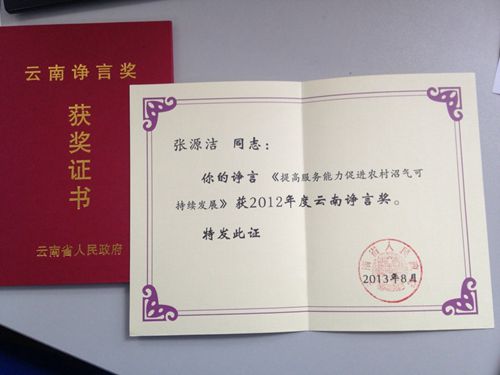 云南诤言奖
获奖证书
云南省人民政府
张源洁 同志：
你的诤言《提高服务能力促进农村沼气可
持续发展》获2012年度云南诤言奖。
特发此证
2013年8月